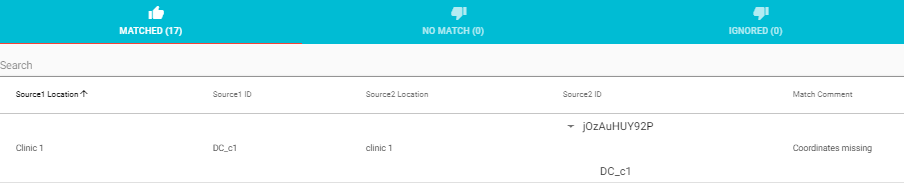 MATCHED (17) NO MATCH (0) IGNORED (0)
Search
Source1 Location Source1 ID Source2 Location Source2 ID Match Comment
jOzAuHUY92P
Clinic 1 DC_c1 clinic 1 Coordinates missing
DC_c1